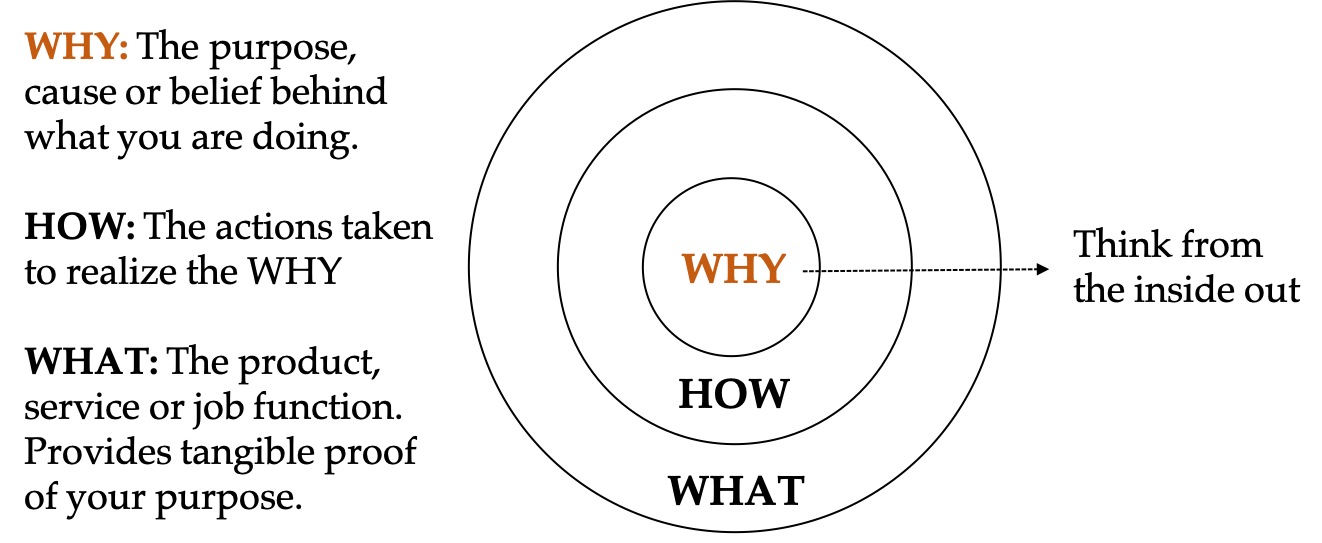 WHY: The purpose,
cause or belief behind
what you are doing.
HOW: The actions taken
to realize the WHY
WHAT: The product,
service or job function.
Provides tangible proof
of your purpose.
WHY
HOW
WHAT
Think from
the inside out